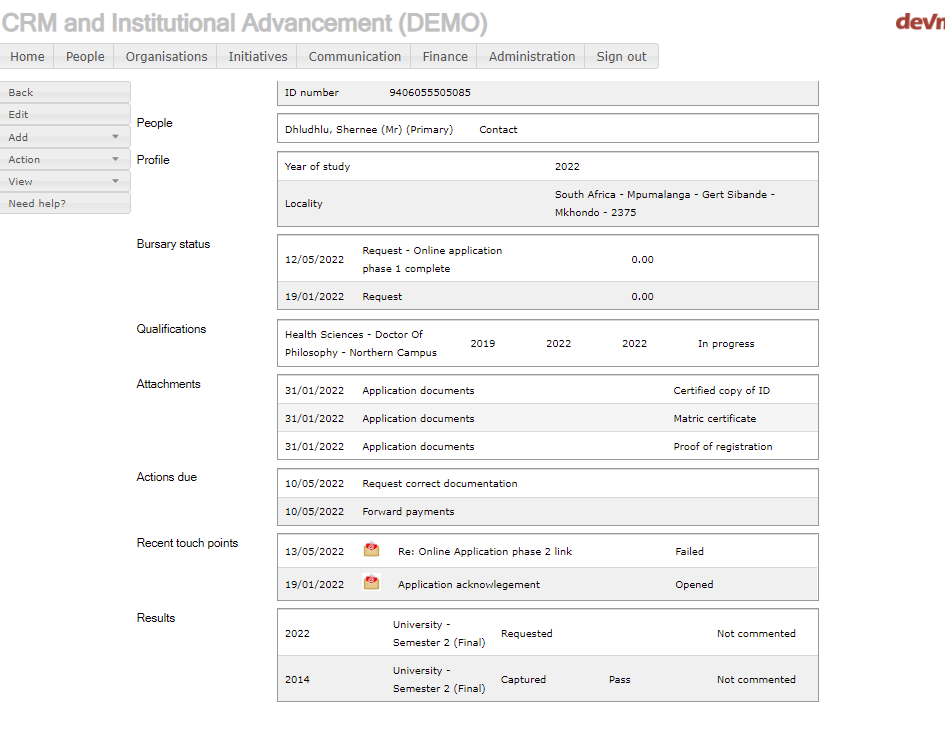 CRM and Institutional Advancement (DEMO)
Home People Organisations Initiatives Communication Finance Administration Sign out
Back
Edit
Add
Action
View
Need help?
ID number 9406055505085
People
Dhludhlu, Shernee (Mr) (Primary) Contact
Profile
Year of study 2022
Locality
South Africa - Mpumalanga - Gert Sibande -
Mkhondo - 2375
Bursary status
12/05/2022
Request - Online application
phase 1 complete
0.00
19/01/2022 Request 0.00
Qualifications
Health Sciences - Doctor Of
Philosophy - Northern Campus
2019 2022 2022 In progress
Attachments
31/01/2022 Application documents Certified copy of ID
31/01/2022 Application documents Matric certificate
31/01/2022 Application documents Proof of registration
Actions due
10/05/2022 Request correct documentation
10/05/2022 Forward payments
Recent touch points
13/05/2022 Re: Online Application phase 2 link Failed
19/01/2022 Application acknowlegement Opened
Results
2022
University -
Semester 2 (Final)
Requested Not commented
2014
University -
Semester 2 (Final)
Captured Pass Not commented